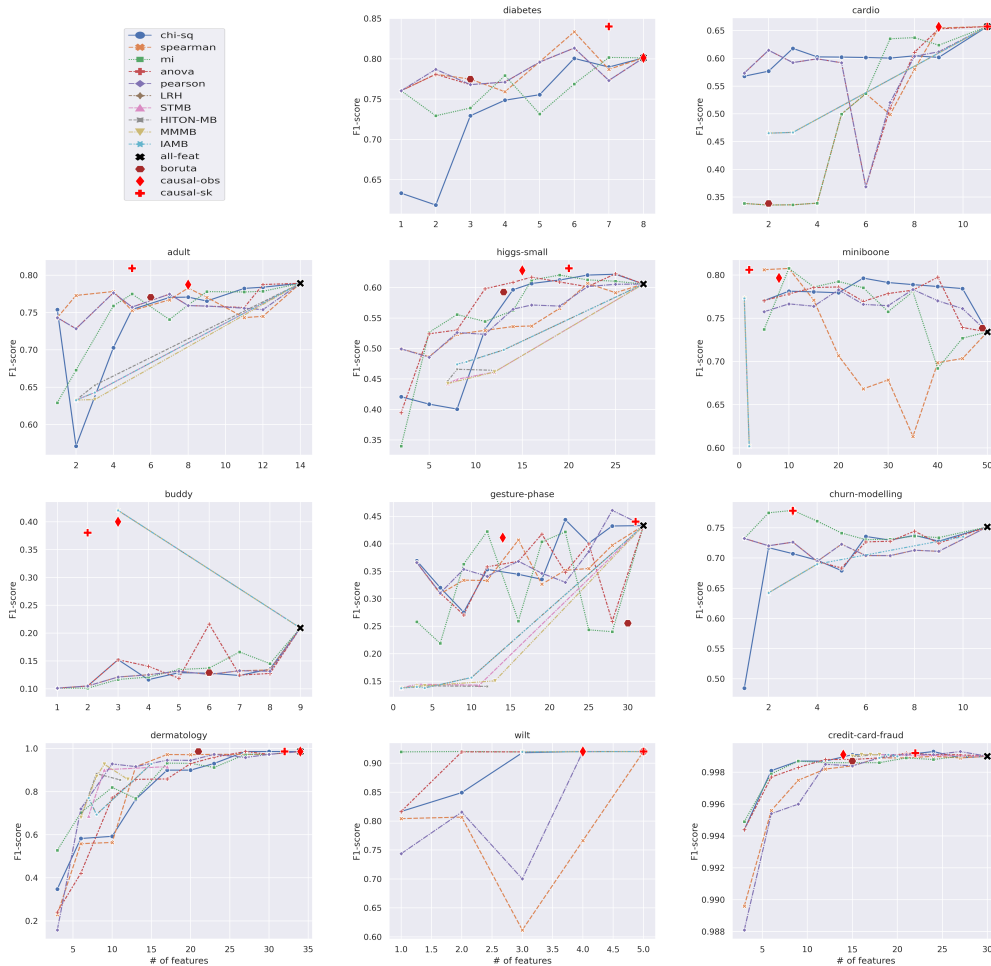 chi-sq
spearman
mi
anova
pearson
LRH
STMB
HITON-MB
MMMB
IAMB
all-feat
boruta
causal-obs
causal-sk
diabetes
F1-score
0.85
0.80
0.75
0.70
0.65
1 2 3 4 5 6 7 8
cardio
F1-score
0.65
0.60
0.55
0.50
0.45
0.40
0.35
2 4 6 8 10
adult
F1-score
0.80
0.75
0.70
0.65
0.60
2 4 6 8 10 12 14
higgs-small
F1-score
0.65
0.60
0.55
0.50
0.45
0.40
0.35
5 10 15 20 25
miniboone
F1-score
0.80
0.75
0.70
0.65
0.60
0 10 20 30 40 50
buddy
F1-score
0.40
0.35
0.30
0.25
0.20
0.15
0.10
1 2 3 4 5 6 7 8 9
gesture-phase
F1-score
0.45
0.40
0.35
0.30
0.25
0.20
0.15
0 5 10 15 20 25 30
churn-modelling
F1-score
0.75
0.70
0.65
0.60
0.55
0.50
2 4 6 8 10
dermatology
F1-score
1.0
0.8
0.6
0.4
0.2
5 10 15 20 25 30 35
# of features
wilt
F1-score
0.90
0.85
0.80
0.75
0.70
0.65
0.60
1.0 1.5 2.0 2.5 3.0 3.5 4.0 4.5 5.0
# of features
credit-card-fraud
F1-score
0.998
0.996
0.994
0.992
0.990
0.988
5 10 15 20 25 30
# of features